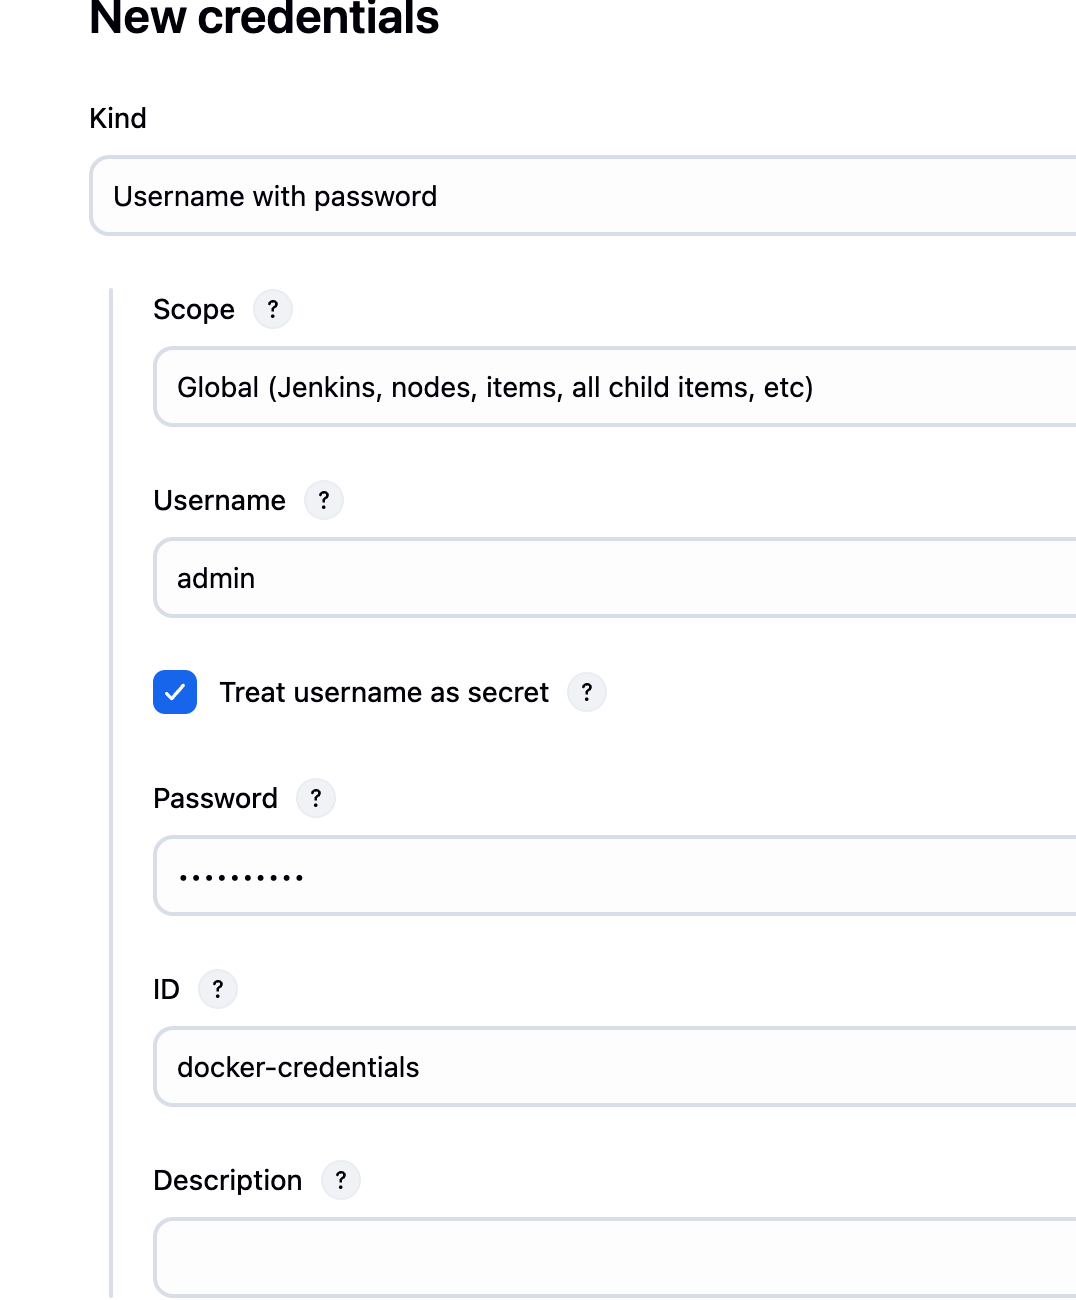 New credentials
Kind
Username with password
Scope ?
Global (Jenkins, nodes, items, all child items, etc)
Username ?
admin
Treat username as secret ?
Password ?
••••••••••
ID ?
docker-credentials
Description ?